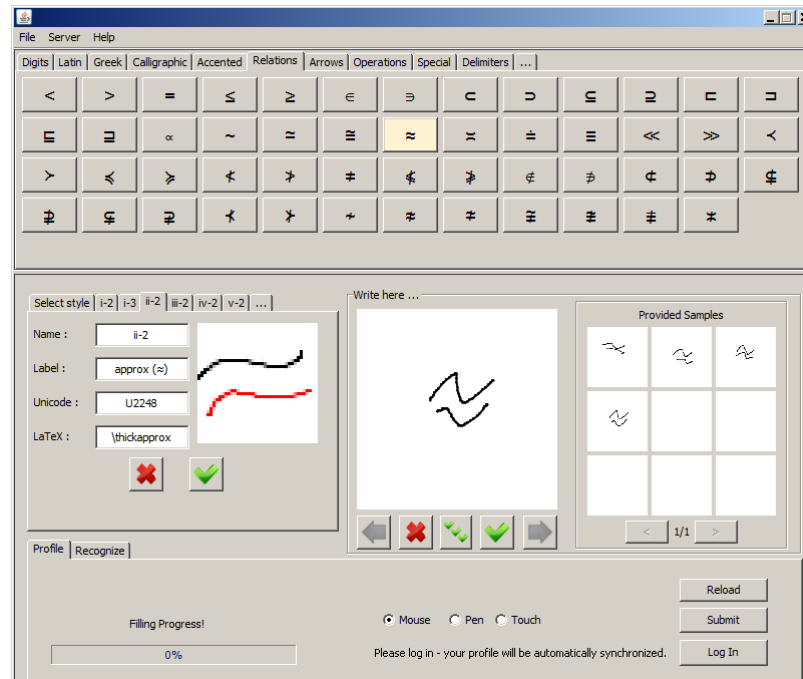 File Server Help
Digits Latin Greek Calligraphic Accented Relations Arrows Operations Special Delimiters ...
< > = ≤ ≥ ∈ ∋ ⊂ ⊃ ⊆ ⊇ ⊏ ⊐
⊑ ⊒ ∝ ~ ≃ ≅ ≈ ≍ ≐ ≡ ≪ ≫ ≺
≻ ≼ ≽ ≮ ≯ ≠ ≰ ≱ ∉ ∌ ⊄ ⊅ ⊈
⊉ ⊊ ⊋ ⊀ ⊁ ≁ ≉ ≄ ≇ ≢ ≭
Select style i-2 i-3 ii-2 iii-2 iv-2 v-2 ...
Name : ii-2
Label : approx (≈)
Unicode : U2248
LaTeX : \thickapprox
Write here ...
≈
Provided Samples
≈ ≈ ≈
≈
< 1/1 >
Profile Recognize
Filling Progress!
0%
Mouse Pen Touch
Please log in - your profile will be automatically synchronized.
Reload
Submit
Log In